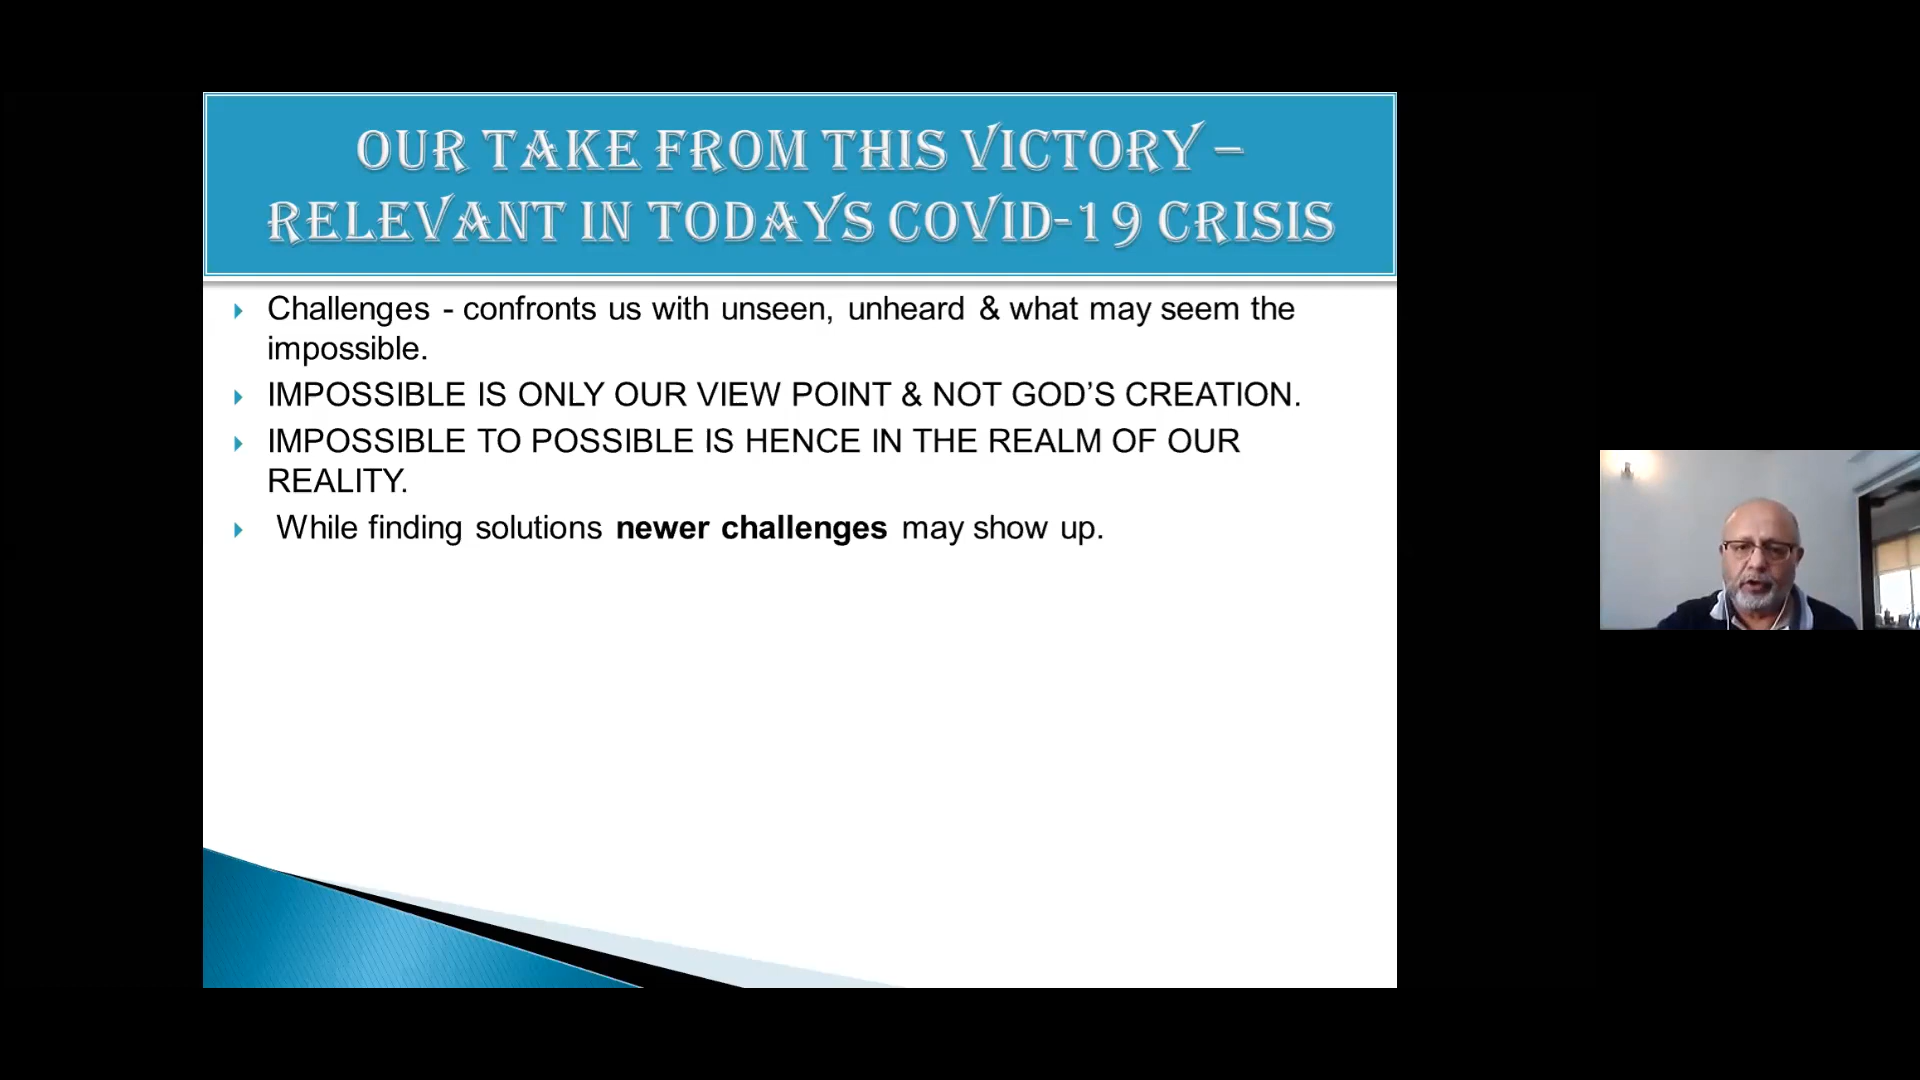 OUR TAKE FROM THIS VICTORY –
RELEVANT IN TODAYS COVID-19 CRISIS
Challenges - confronts us with unseen, unheard & what may seem the
impossible.
IMPOSSIBLE IS ONLY OUR VIEW POINT & NOT GOD’S CREATION.
IMPOSSIBLE TO POSSIBLE IS HENCE IN THE REALM OF OUR
REALITY.
While finding solutions newer challenges may show up.